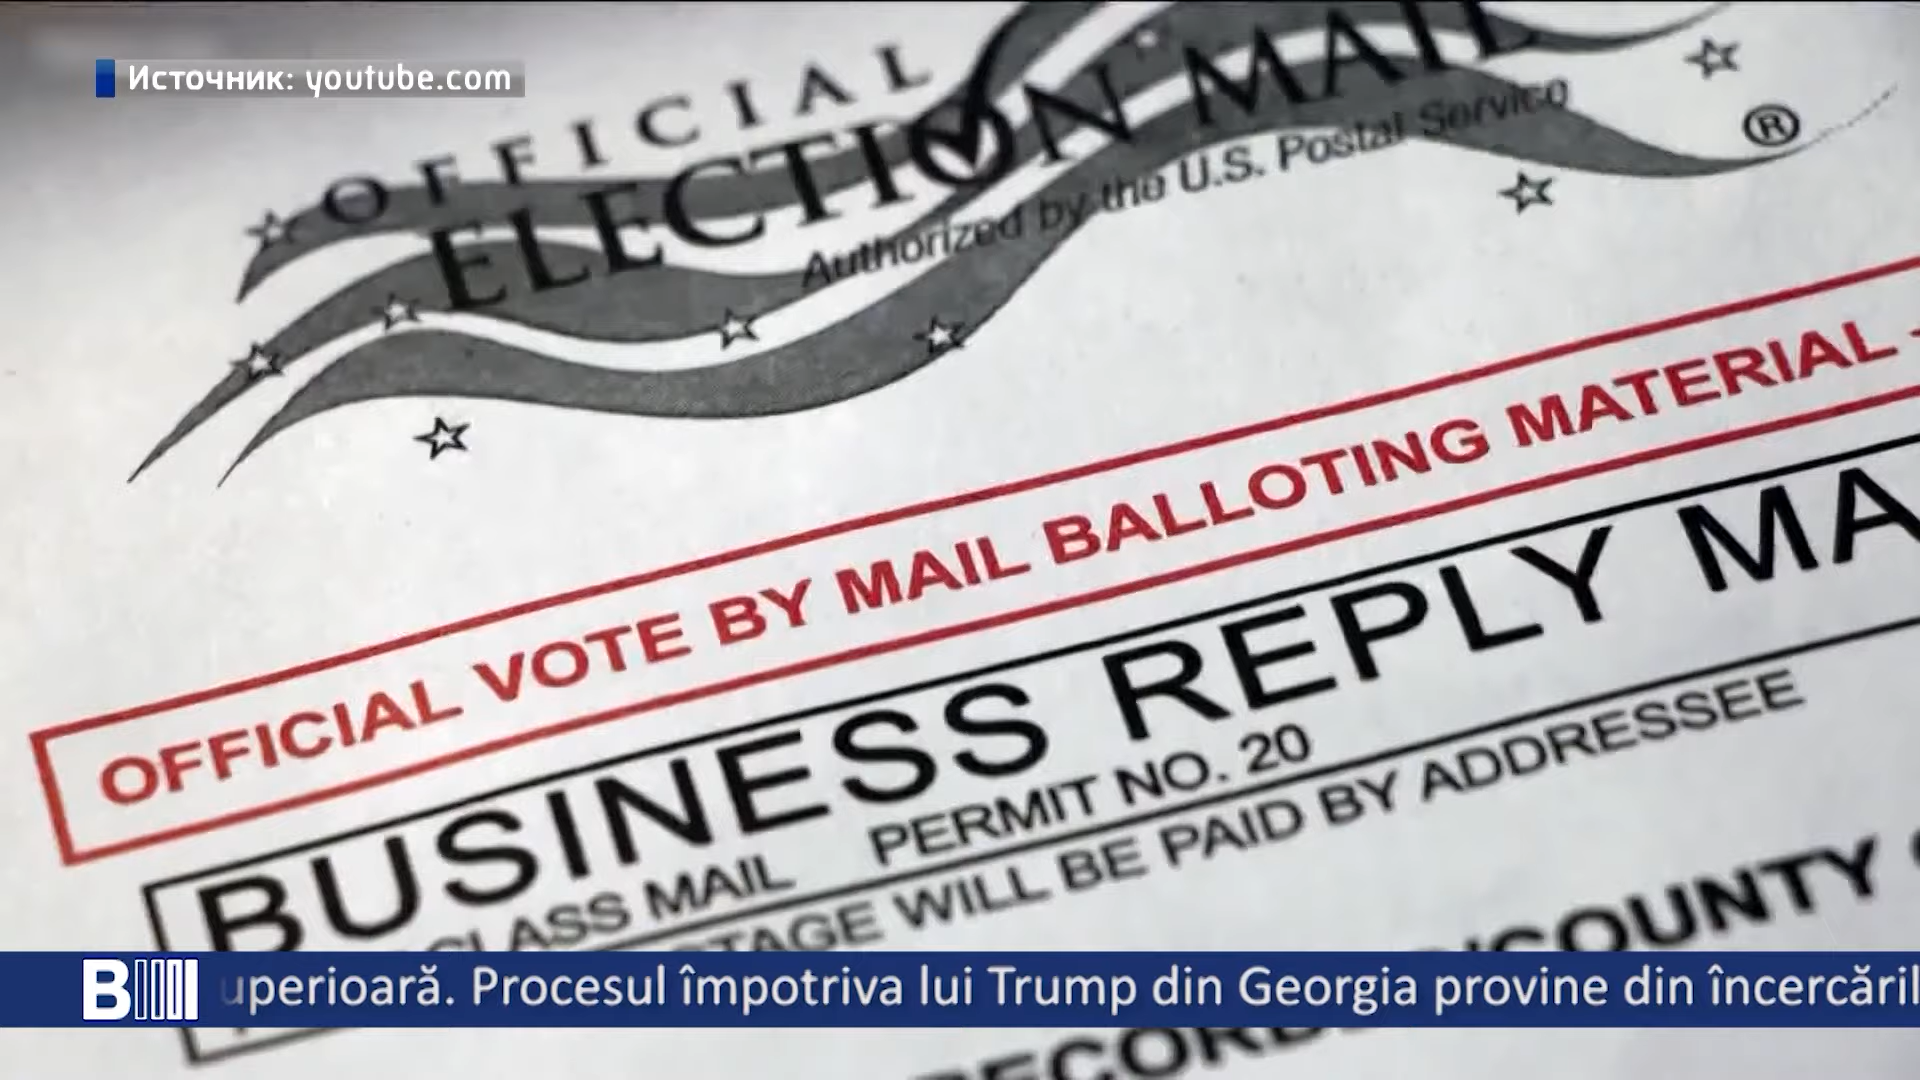 Источник: youtube.com
OFFICIAL
ELECTION MAIL
®
Authorized by the U.S. Postal Service
OFFICIAL VOTE BY MAIL BALLOTING MATERIAL
BUSINESS REPLY MA
CLASS MAIL PERMIT NO. 20
TAGE WILL BE PAID BY ADDRESSEE
COUNTY
B uperioară. Procesul împotriva lui Trump din Georgia provine din încercăril
ECORD